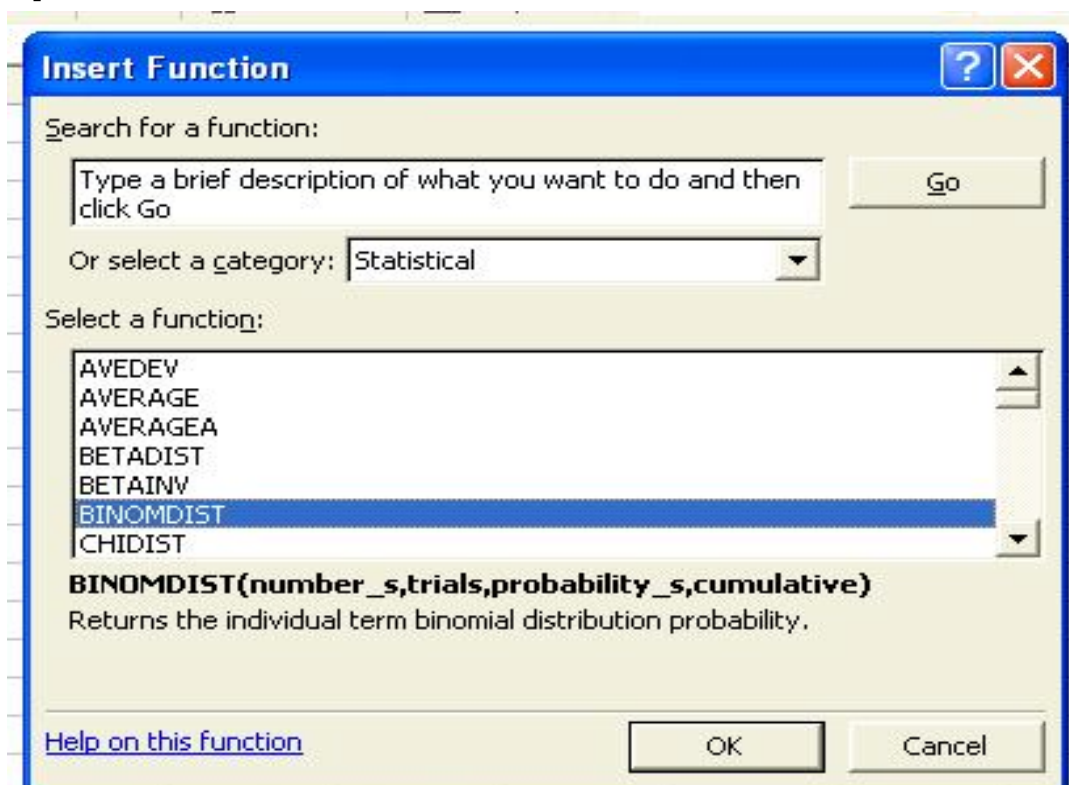 Insert Function
Search for a function:
Type a brief description of what you want to do and then
click Go
Go
Or select a category: Statistical
Select a function:
AVEDEV
AVERAGE
AVERAGEA
BETADIST
BETAINV
BINOMDIST
CHIDIST
BINOMDIST(number_s,trials,probability_s,cumulative)
Returns the individual term binomial distribution probability.
Help on this function
OK
Cancel